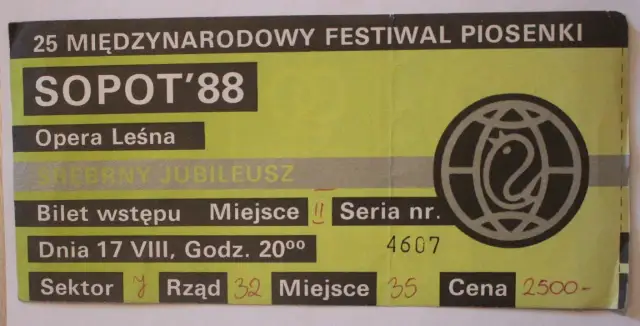 25 MIĘDZYNARODOWY FESTIWAL PIOSENKI
SOPOT'88
Opera Leśna
SREBRNY JUBILEUSZ
Bilet wstępu Miejsce II Seria nr.
Dnia 17 VIII, Godz. 20⁰⁰ 4607
Sektor J Rząd 32 Miejsce 35 Cena 2500-